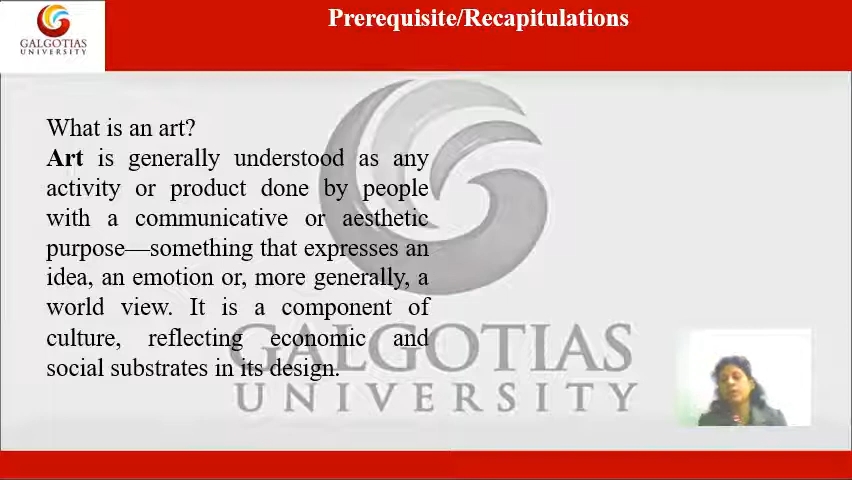 Prerequisite/Recapitulations
GALGOTIAS
UNIVERSITY
What is an art?
Art is generally understood as any
activity or product done by people
with a communicative or aesthetic
purpose—something that expresses an
idea, an emotion or, more generally, a
world view. It is a component of
culture, reflecting economic and
social substrates in its design.
GALGOTIAS
UNIVERSITY